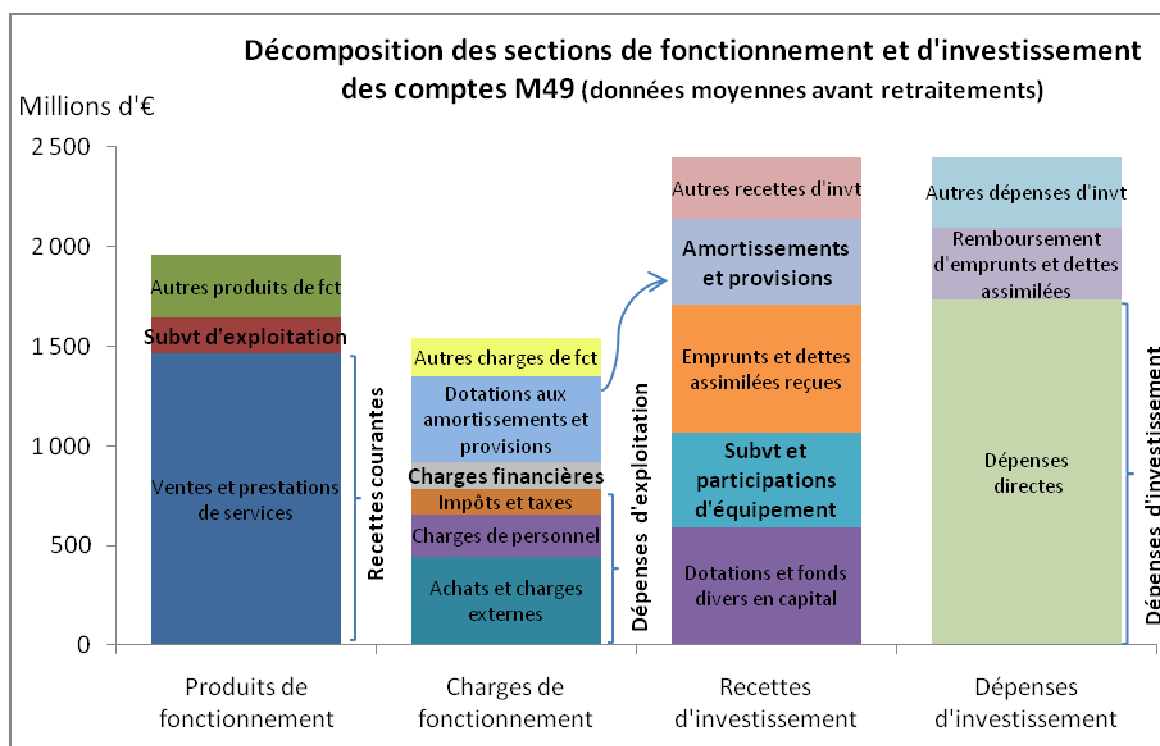 Décomposition des sections de fonctionnement et d'investissement
des comptes M49 (données moyennes avant retraitements)
Millions d'€
2 500
2 000
1 500
1 000
500
0
Autres produits de fct
Subvt d'exploitation
Ventes et prestations
de services
Recettes courantes
Autres charges de fct
Dotations aux
amortissements et
provisions
Charges financières
Impôts et taxes
Charges de personnel
Achats et charges
externes
Dépenses d'exploitation
Autres recettes d'invt
Amortissements
et provisions
Emprunts et dettes
assimilées reçues
Subvt et
participations
d'équipement
Dotations et fonds
divers en capital
Autres dépenses d'invt
Remboursement
d'emprunts et dettes
assimilées
Dépenses
directes
Dépenses d'investissement
Produits de
fonctionnement
Charges de
fonctionnement
Recettes
d'investissement
Dépenses
d'investissement